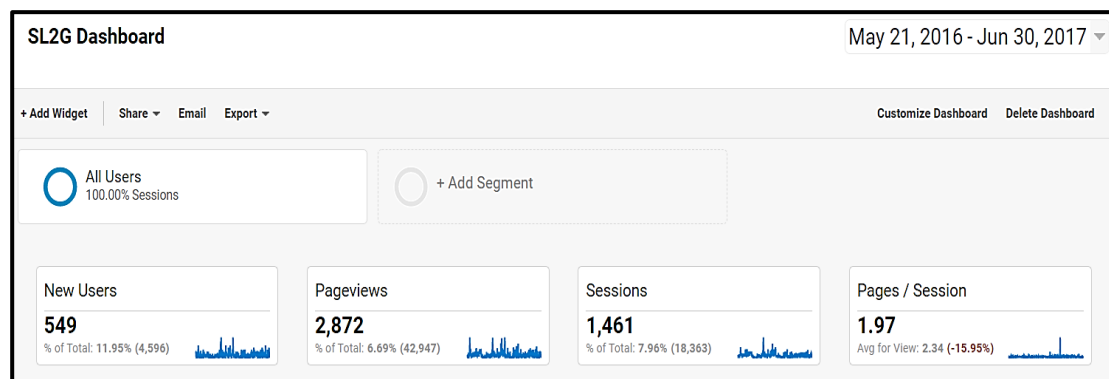 SL2G Dashboard
May 21, 2016 - Jun 30, 2017
+ Add Widget Share Email Export Customize Dashboard Delete Dashboard
All Users
100.00% Sessions
+ Add Segment
New Users
549
% of Total: 11.95% (4,596)
Pageviews
2,872
% of Total: 6.69% (42,947)
Sessions
1,461
% of Total: 7.96% (18,363)
Pages / Session
1.97
Avg for View: 2.34 (-15.95%)